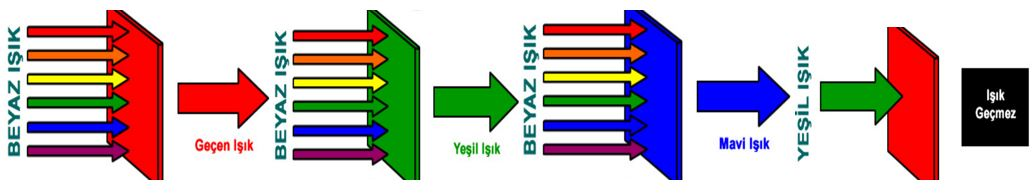 BEYAZ IŞIK
Geçen Işık
BEYAZ IŞIK
Yeşil Işık
BEYAZ IŞIK
Mavi Işık
YEŞİL IŞIK
Işık
Geçmez